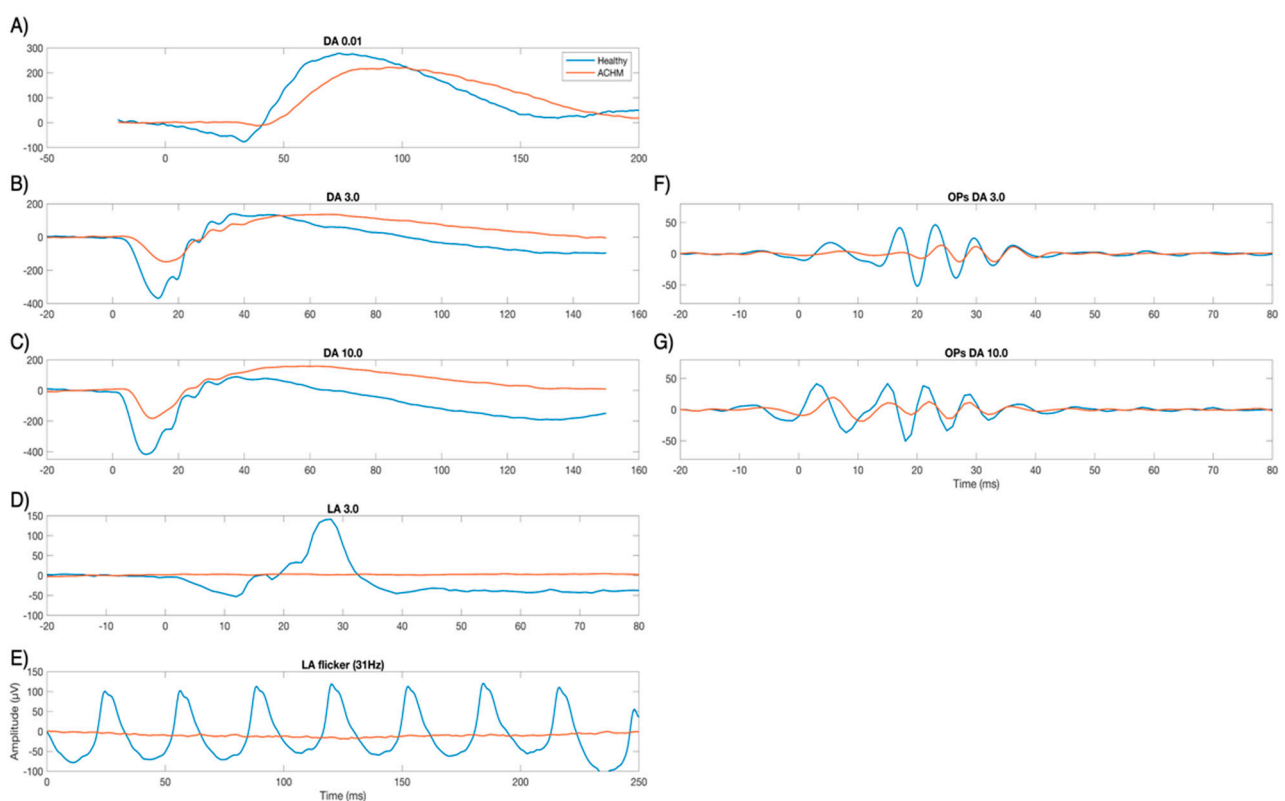 A)
DA 0.01
300
200
100
0
-100
-50 0 50 100 150 200
Healthy
ACHM
B)
DA 3.0
200
0
-200
-400
-20 0 20 40 60 80 100 120 140 160
F)
OPs DA 3.0
50
0
-50
-20 -10 0 10 20 30 40 50 60 70 80
C)
DA 10.0
200
0
-200
-400
-20 0 20 40 60 80 100 120 140 160
G)
OPs DA 10.0
50
0
-50
-20 -10 0 10 20 30 40 50 60 70 80
Time (ms)
D)
LA 3.0
150
100
50
0
-50
-100
-20 -10 0 10 20 30 40 50 60 70 80
E)
LA flicker (31Hz)
Amplitude (µV)
150
100
50
0
-50
-100
0 50 100 150 200 250
Time (ms)